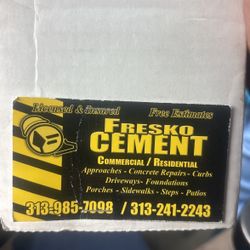 Licensed & Insured Free Estimates
FRESKO
CEMENT
COMMERCIAL / RESIDENTIAL
Approaches - Concrete Repairs - Curbs
Driveways- Foundations
Porches - Sidewalks - Steps - Patios
313-985-7098 / 313-241-2243